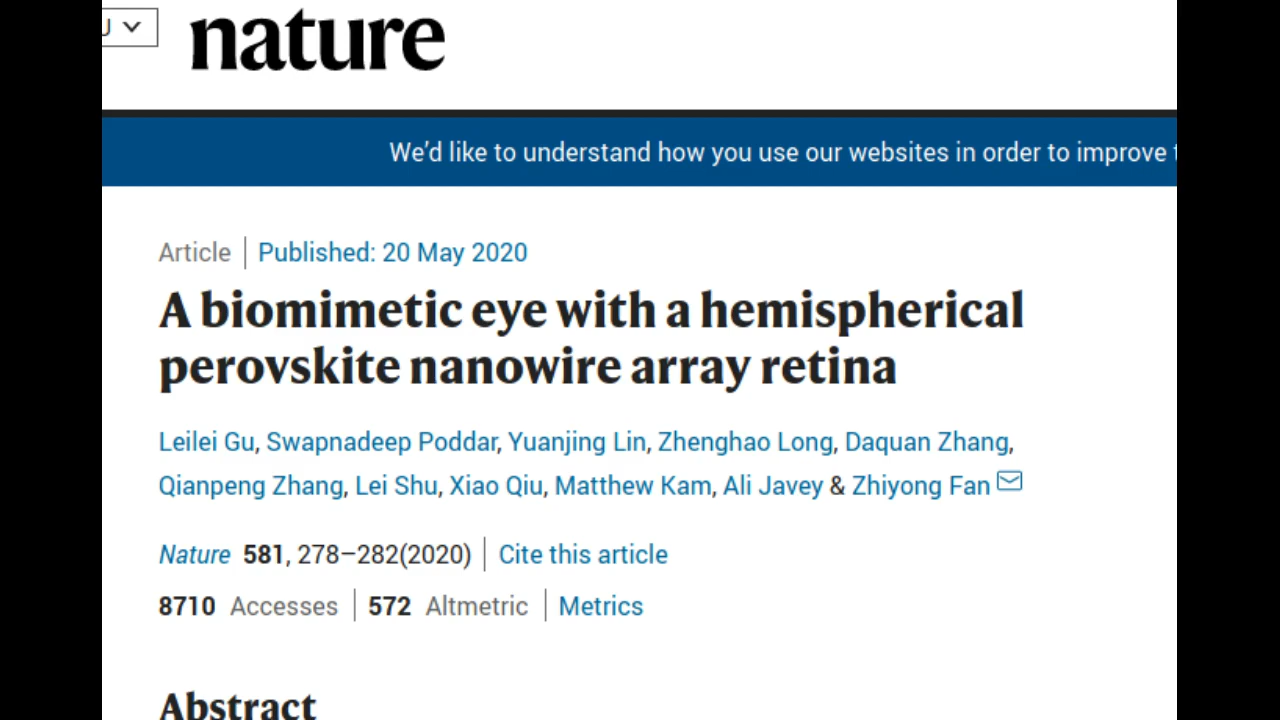 nature
We’d like to understand how you use our websites in order to improve
Article | Published: 20 May 2020
A biomimetic eye with a hemispherical
perovskite nanowire array retina
Leilei Gu, Swapnadeep Poddar, Yuanjing Lin, Zhenghao Long, Daquan Zhang,
Qianpeng Zhang, Lei Shu, Xiao Qiu, Matthew Kam, Ali Javey & Zhiyong Fan
Nature 581, 278–282(2020) | Cite this article
8710 Accesses | 572 Altmetric | Metrics
Abstract